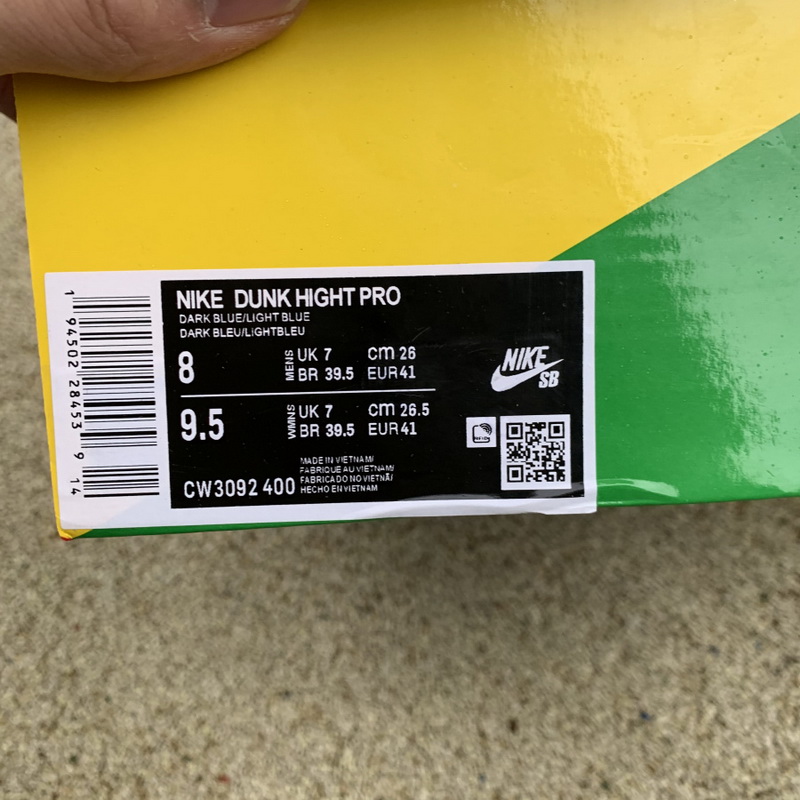 NIKE DUNK HIGHT PRO
DARK BLUE/LIGHT BLUE
DARK BLEU/LIGHTBLEU
8 MENS UK 7 cm 26
BR 39.5 EUR41
9.5 WMNS UK 7 cm 26.5
BR 39.5 EUR41
MADE IN VIETNAM/
FABRIQUE AU VIETNAM/
FABRICADO NO VIETNÃ/
HECHO EN VIETNAM
CW3092 400
NIKE
SB
1 94502 28453 9 14